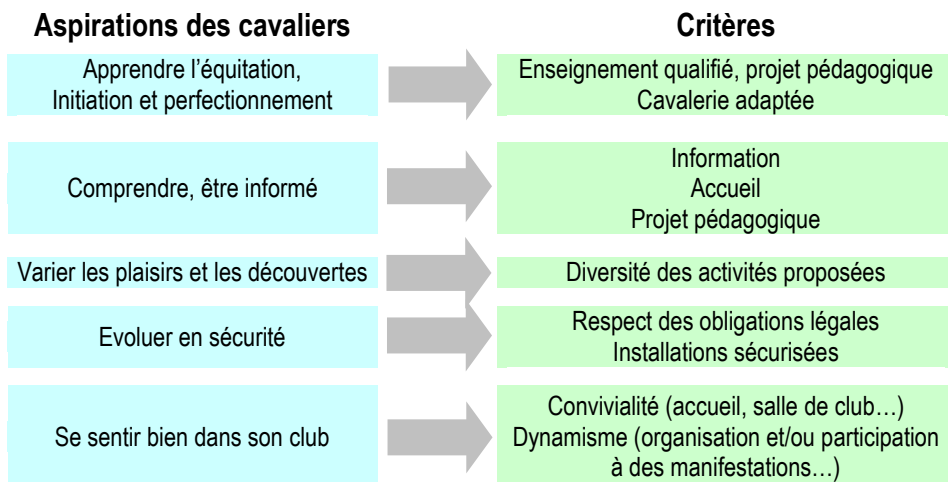 Aspirations des cavaliers
Critères
Apprendre l’équitation,
Initiation et perfectionnement
Enseignement qualifié, projet pédagogique
Cavalerie adaptée
Comprendre, être informé
Information
Accueil
Projet pédagogique
Varier les plaisirs et les découvertes
Diversité des activités proposées
Evoluer en sécurité
Respect des obligations légales
Installations sécurisées
Se sentir bien dans son club
Convivialité (accueil, salle de club…)
Dynamisme (organisation et/ou participation
à des manifestations…)